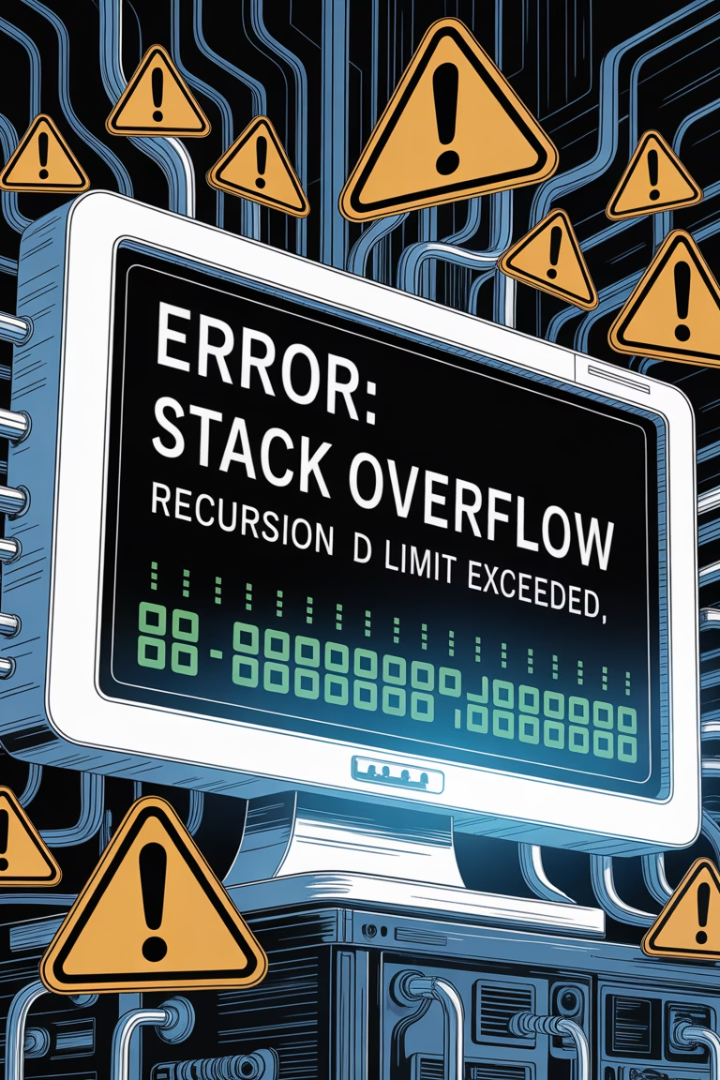 ERROR:
STACK OVERFLOW
RECURSION D LIMIT EXCEEDED,